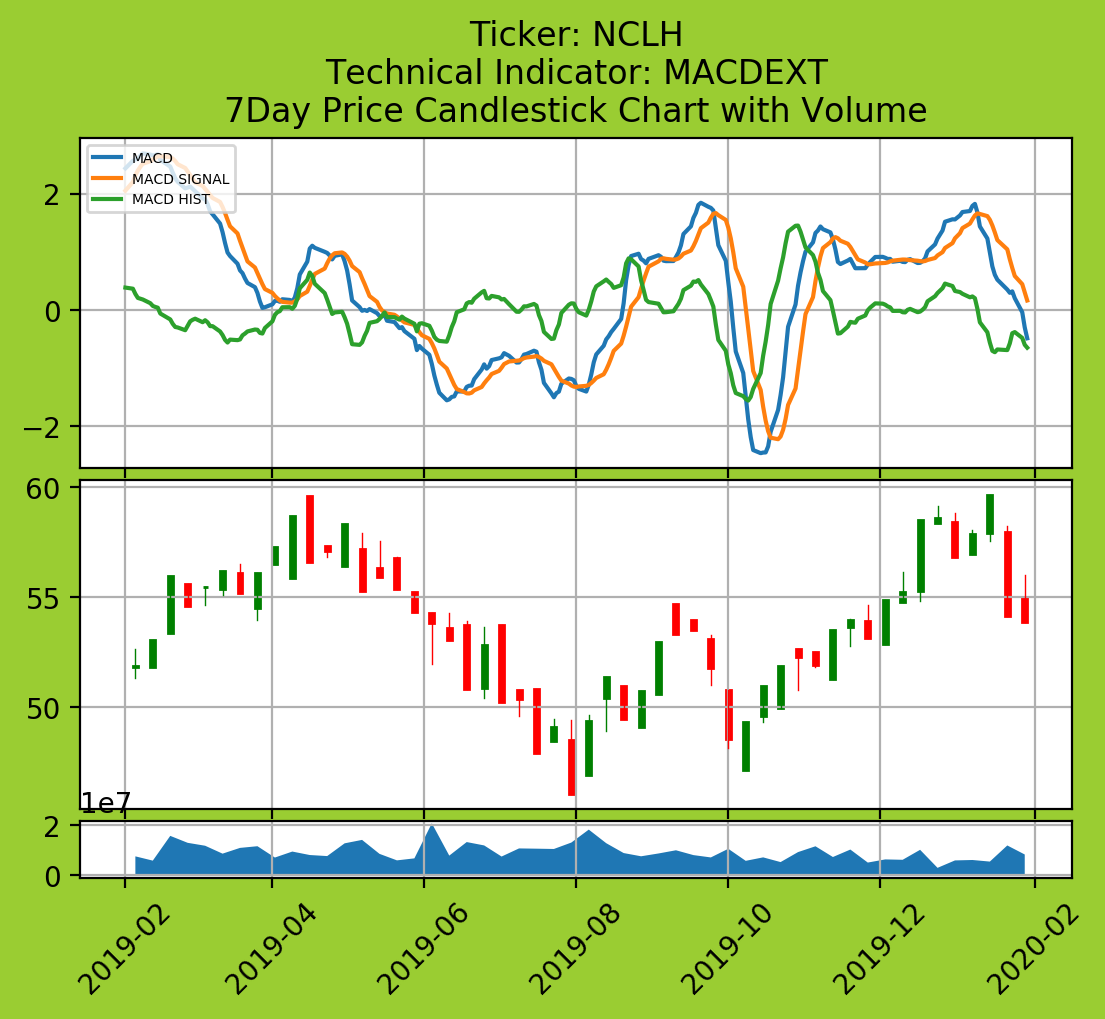 Ticker: NCLH
Technical Indicator: MACDEXT
7Day Price Candlestick Chart with Volume
MACD
MACD SIGNAL
MACD HIST
2
0
−2
60
55
50
1e7
2
0
2019-02
2019-04
2019-06
2019-08
2019-10
2019-12
2020-02